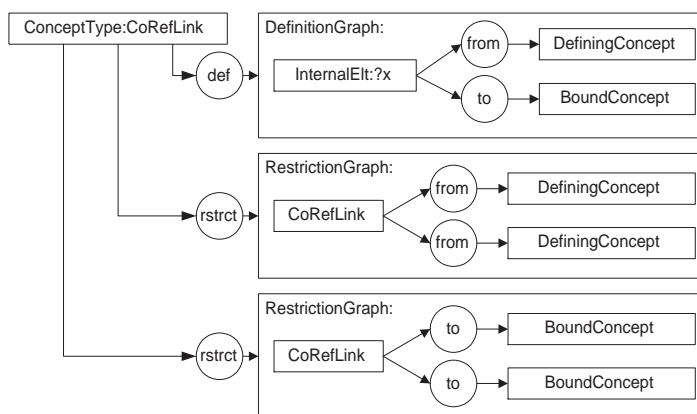 ConceptType:CoRefLink
def
DefinitionGraph:
InternalElt:?x
from
DefiningConcept
to
BoundConcept
rstrct
RestrictionGraph:
CoRefLink
from
DefiningConcept
from
DefiningConcept
rstrct
RestrictionGraph:
CoRefLink
to
BoundConcept
to
BoundConcept